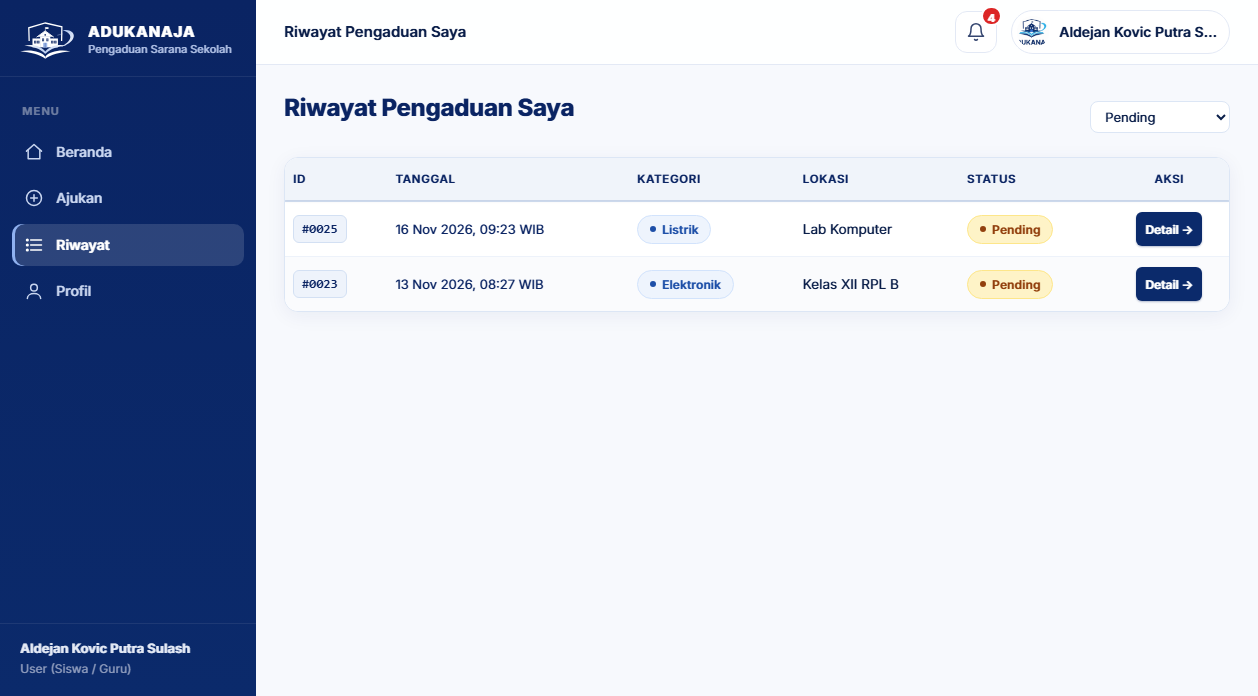 ADUKANAJA
Pengaduan Sarana Sekolah
MENU
Beranda
Ajukan
Riwayat
Profil
Aldejan Kovic Putra Sulash
User (Siswa / Guru)
Riwayat Pengaduan Saya
4
UKANA
Aldejan Kovic Putra S...
Riwayat Pengaduan Saya
Pending
ID TANGGAL KATEGORI LOKASI STATUS AKSI
#0025 16 Nov 2026, 09:23 WIB Listrik Lab Komputer Pending Detail →
#0023 13 Nov 2026, 08:27 WIB Elektronik Kelas XII RPL B Pending Detail →